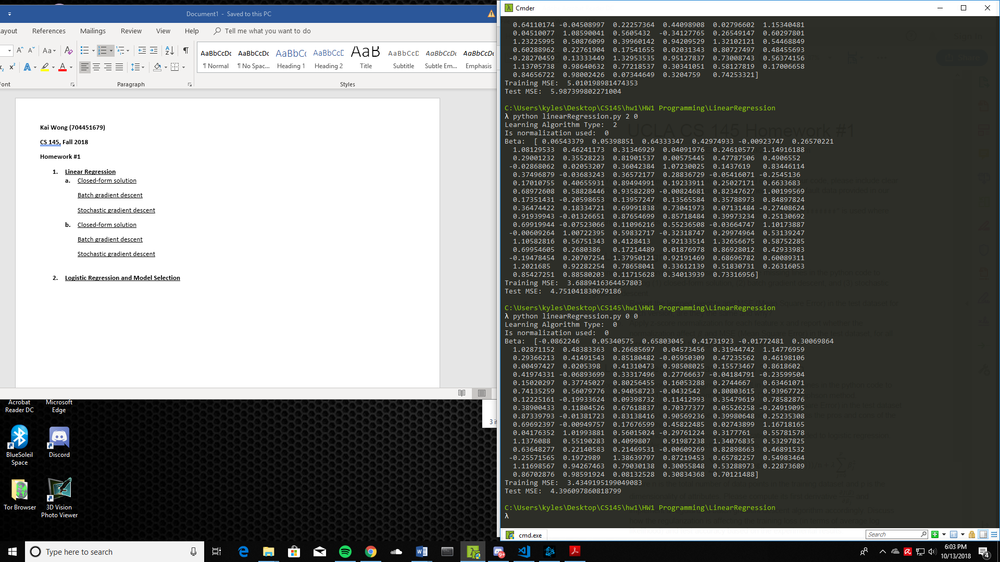 Document1 - Saved to this PC
ayout References Mailings Review View Help Tell me what you want to do
AaBbCcDc AaBbCcDc AaBbCc AaBbCcD AaB AaBbCcD AaBbCcDc AaBbCcDc
¶ Normal ¶ No Spac... Heading 1 Heading 2 Title Subtitle Subtle Em... Emphasis
Font Paragraph Styles
Kai Wong (704451679)
CS 145, Fall 2018
Homework #1
1. Linear Regression
a. Closed-form solution
Batch gradient descent
Stochastic gradient descent
b. Closed-form solution
Batch gradient descent
Stochastic gradient descent
2. Logistic Regression and Model Selection
Acrobat Reader DC
Microsoft Edge
BlueSoleil Space
Discord
Tor Browser
3D Vision Photo Viewer
Cmder
0.64110174 -0.04508997 0.22257364 0.44098908 0.02796602 1.15340481
0.04510077 1.08590041 0.5605432 -0.34127765 0.26549147 0.60297801
1.23225995 0.50876099 0.39960142 0.94209529 1.32102121 0.54468849
0.60288962 0.22761904 0.17541655 0.02031343 0.80727497 0.48455693
-0.28270459 0.13333449 1.32953535 0.95127837 0.73008743 0.56374156
1.13705738 0.98640632 0.77218537 0.30341051 0.58127819 0.17006658
0.84656722 0.98002426 0.07344649 0.3204759 0.74253321]
Training MSE: 5.010198981474353
Test MSE: 5.987399802271004
C:\Users\kyles\Desktop\CS145\hw1\HW1 Programming\LinearRegression
λ python linearRegression.py 2 0
Learning Algorithm Type: 2
Is normalization used: 0
Beta: [ 0.06543379 0.05398851 0.64333347 0.42974933 -0.00923747 0.26570221
1.08129533 0.46241173 0.31346929 0.04091976 0.24610577 1.14916188
0.29001232 0.35528223 0.81901537 0.00575445 0.47787506 0.4906552
-0.02868062 0.02053207 0.36042384 1.07230025 0.1437619 0.83446114
0.37496879 -0.03683243 0.36572177 0.28836729 -0.05416071 -0.2545136
0.17010755 0.40655931 0.89494991 0.19233911 0.25027171 0.6633683
0.68972608 0.58828446 0.93582289 -0.00824681 0.82347627 1.00199569
0.17351431 -0.20598653 0.13957247 0.13565584 0.35788973 0.84897824
0.36474422 0.18334721 0.69991838 0.73041973 0.07131484 -0.27408624
0.91939943 -0.01326651 0.87654699 0.85718484 0.39973234 0.25130692
0.69919944 -0.07523066 0.11096216 0.55236508 -0.03664747 1.10173887
-0.00609264 1.00722395 0.59832717 -0.32318747 0.29974964 0.53139247
1.10582816 0.56751343 0.4128413 0.92133514 1.32656675 0.58752285
0.69954605 0.2680386 0.17214489 0.01876978 0.86928012 0.42933983
-0.19478454 0.20707254 1.37950121 0.92191469 0.68696782 0.60089311
1.2021685 0.92282254 0.78658041 0.33612139 0.51830731 0.26316053
0.85427251 0.88580203 0.11715628 0.34013939 0.73316956]
Training MSE: 3.6889416364457803
Test MSE: 4.751041830679186
C:\Users\kyles\Desktop\CS145\hw1\HW1 Programming\LinearRegression
λ python linearRegression.py 0 0
Learning Algorithm Type: 0
Is normalization used: 0
Beta: [-0.0862246 0.05340575 0.65803045 0.41731923 -0.01772481 0.30069864
1.02871152 0.48383363 0.26685697 0.04573456 0.31944742 1.14776959
0.29366213 0.41491543 0.85180482 -0.05950309 0.47235562 0.46198106
0.00497427 0.0205398 0.41310473 0.98508025 0.15573467 0.8618602
0.41974331 -0.06893699 0.33317496 0.27766637 -0.04184791 -0.23599504
0.15020297 0.37745027 0.80256455 0.16053288 0.2744667 0.63461071
0.74135259 0.56079776 0.94058723 -0.0432542 0.80803615 0.93967722
0.12225161 -0.19933624 0.09398732 0.11412993 0.35479619 0.78582876
0.38900433 0.11804526 0.67618837 0.70377377 0.05526258 -0.24919095
0.87339793 -0.01381723 0.83138416 0.90569236 0.39980648 0.25235308
0.69692397 -0.00949757 0.17676599 0.45822485 0.02743899 1.16718165
0.04176352 1.01993881 0.56015024 -0.29761224 0.3177761 0.55781578
1.1376088 0.55190283 0.4099807 0.91987238 1.34076835 0.53297825
0.63648277 0.22140583 0.21469531 -0.00609269 0.82898663 0.46891532
-0.25571565 0.1972989 1.38639797 0.87219453 0.65782257 0.54983464
1.11698567 0.94267463 0.79030138 0.30055848 0.53288973 0.22873689
0.86702876 0.98591924 0.08132528 0.30834368 0.70121488]
Training MSE: 3.4349195199049083
Test MSE: 4.396097860818799
C:\Users\kyles\Desktop\CS145\hw1\HW1 Programming\LinearRegression
λ
UCLA CS 145 Homework #1
cmd.exe
Search
Type here to search
6:03 PM
10/13/2018